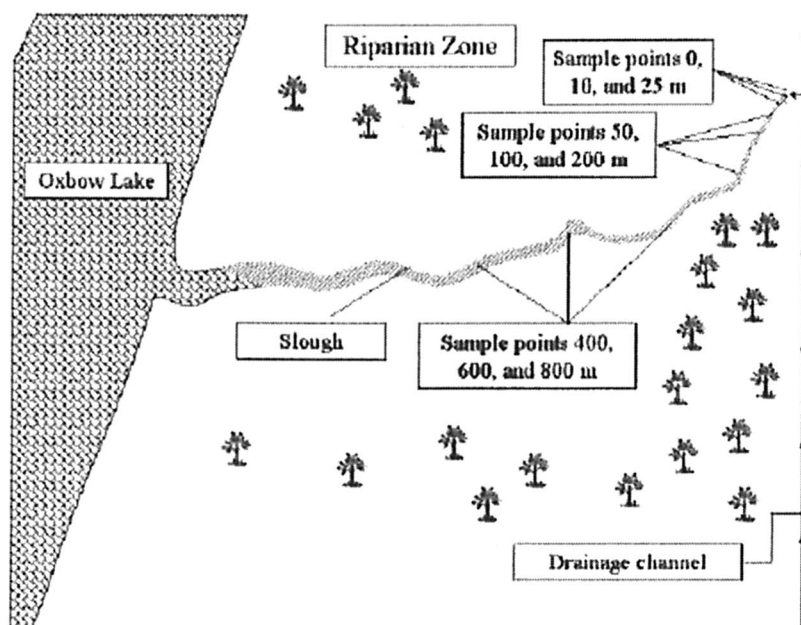 Riparian Zone
Sample points 0,
10, and 25 m
Sample points 50,
100, and 200 m
Oxbow Lake
Slough
Sample points 400,
600, and 800 m
Drainage channel